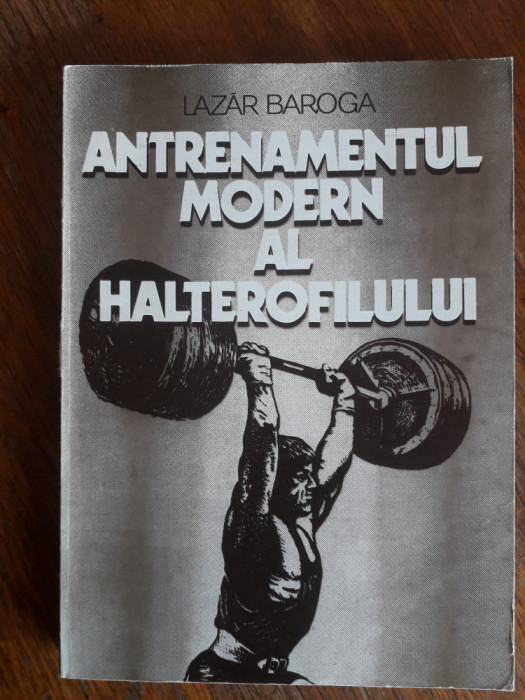 LAZĂR BAROGA
ANTRENAMENTUL
MODERN
AL
HALTEROFILULUI